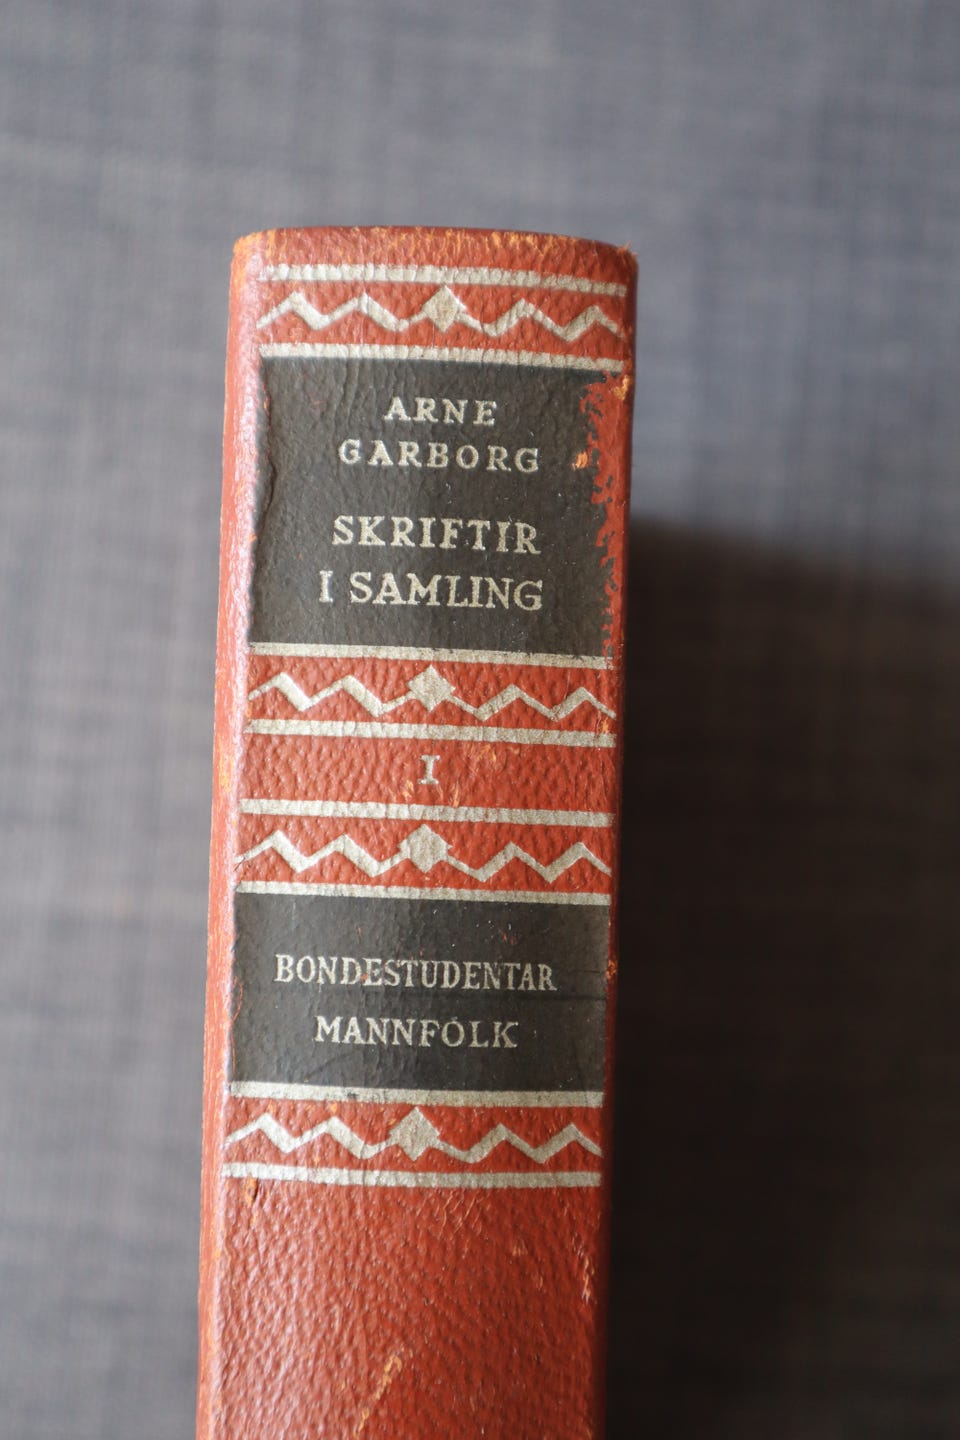 ARNE
GARBORG
SKRIFTIR
I SAMLING
I
BONDESTUDENTAR
MANNFOLK